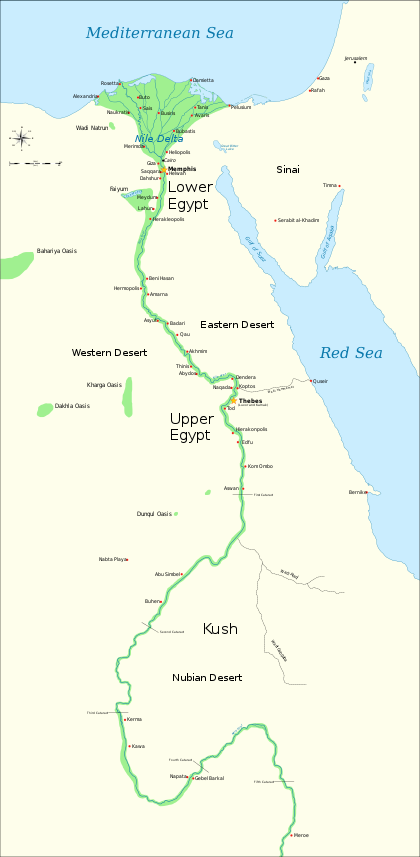 Mediterranean Sea
Jerusalem
Gaza
Rafah
Rosetta
Damietta
Alexandria
Buto
Sais
Naukratis
Busiris
Tanis
Pelusium
Avaris
Wadi Natrun
Nile Delta
Bubastis
Merimda
Heliopolis
Giza
Cairo
Saqqara
Memphis
Helwan
Dahshur
Sinai
Faiyum
Meydum
Lower
Egypt
Lahun
Herakleopolis
Timna
Serabit al-Khadim
Gulf of Suez
Gulf of Aqaba
Bahariya Oasis
Beni Hasan
Hermopolis
Amarna
Asyut
Badari
Qau
Eastern Desert
Western Desert
Akhmim
Thinis
Abydos
Red Sea
Dendera
Naqada
Koptos
Quseir
Kharga Oasis
Dakhla Oasis
Thebes
Tod
Upper
Egypt
Hierakonpolis
Edfu
Kom Ombo
Aswan
First Cataract
Berniké
Dunqul Oasis
Nabta Playa
Abu Simbel
Buhen
Second Cataract
Kush
Nubian Desert
Third Cataract
Kerma
Kawa
Fourth Cataract
Napata
Gebel Barkal
Fifth Cataract
Meroe